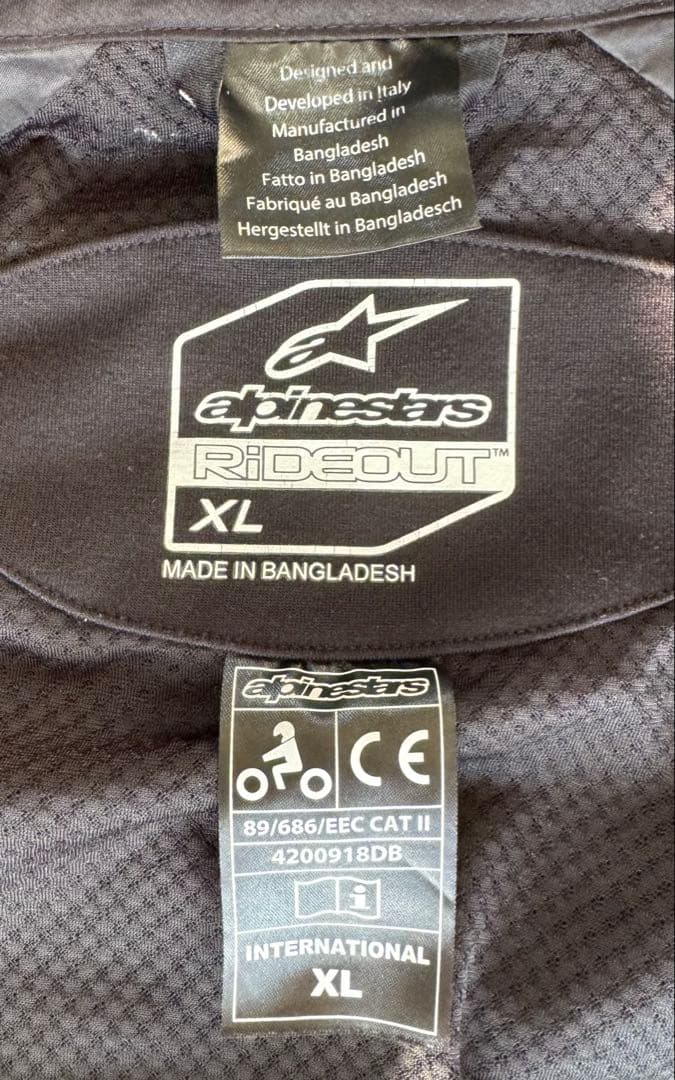 Designed and
Developed in Italy
Manufactured in
Bangladesh
Fatto in Bangladesh
Fabriqué au Bangladesh
Hergestellt in Bangladesch
a
alpinestars
RiDEOUT™
XL
MADE IN BANGLADESH
alpinestars
CE
89/686/EEC CAT II
4200918DB
i
INTERNATIONAL
XL